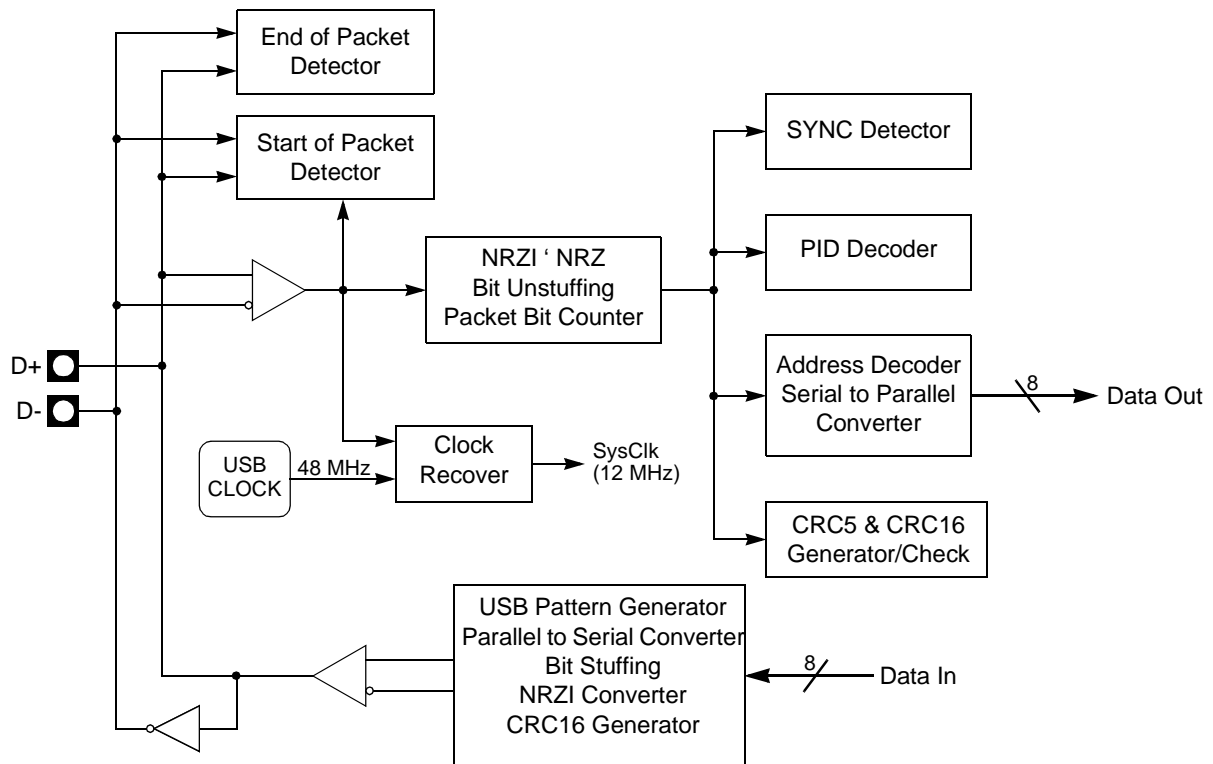 End of Packet
Detector
Start of Packet
Detector
SYNC Detector
PID Decoder
NRZI ‘ NRZ
Bit Unstuffing
Packet Bit Counter
D+
D-
Address Decoder
Serial to Parallel
Converter
8
Data Out
USB
CLOCK
48 MHz
Clock
Recover
SysClk
(12 MHz)
CRC5 & CRC16
Generator/Check
USB Pattern Generator
Parallel to Serial Converter
Bit Stuffing
NRZI Converter
CRC16 Generator
8
Data In